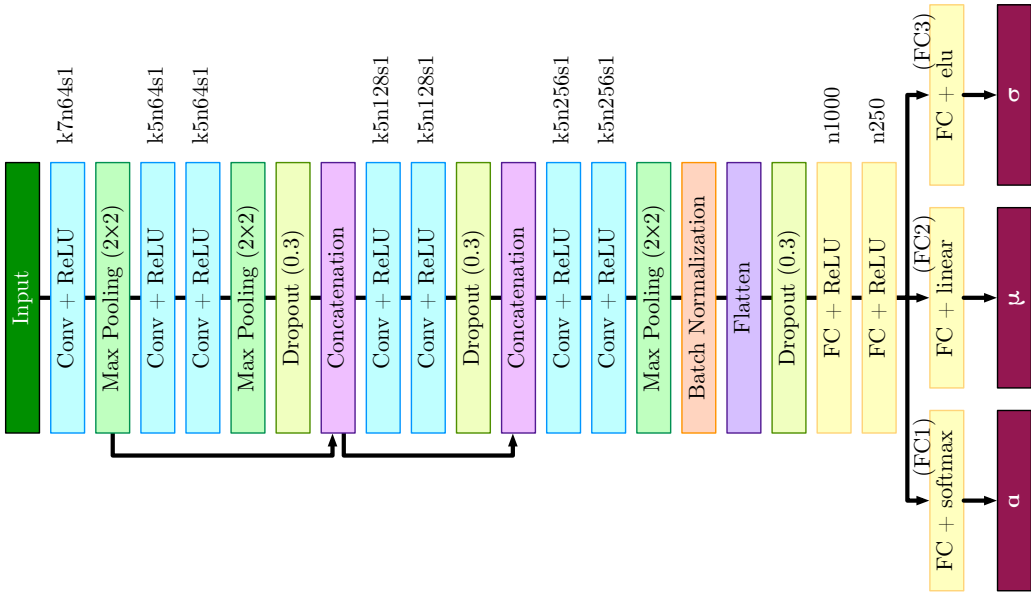 Input
Conv + ReLU
k7n64s1
Max Pooling (2×2)
Conv + ReLU
k5n64s1
Conv + ReLU
k5n64s1
Max Pooling (2×2)
Dropout (0.3)
Concatenation
Conv + ReLU
k5n128s1
Conv + ReLU
k5n128s1
Dropout (0.3)
Concatenation
Conv + ReLU
k5n256s1
Conv + ReLU
k5n256s1
Max Pooling (2×2)
Batch Normalization
Flatten
Dropout (0.3)
FC + ReLU
n1000
FC + ReLU
n250
(FC1)
FC + softmax
α
(FC2)
FC + linear
μ
(FC3)
FC + elu
σ